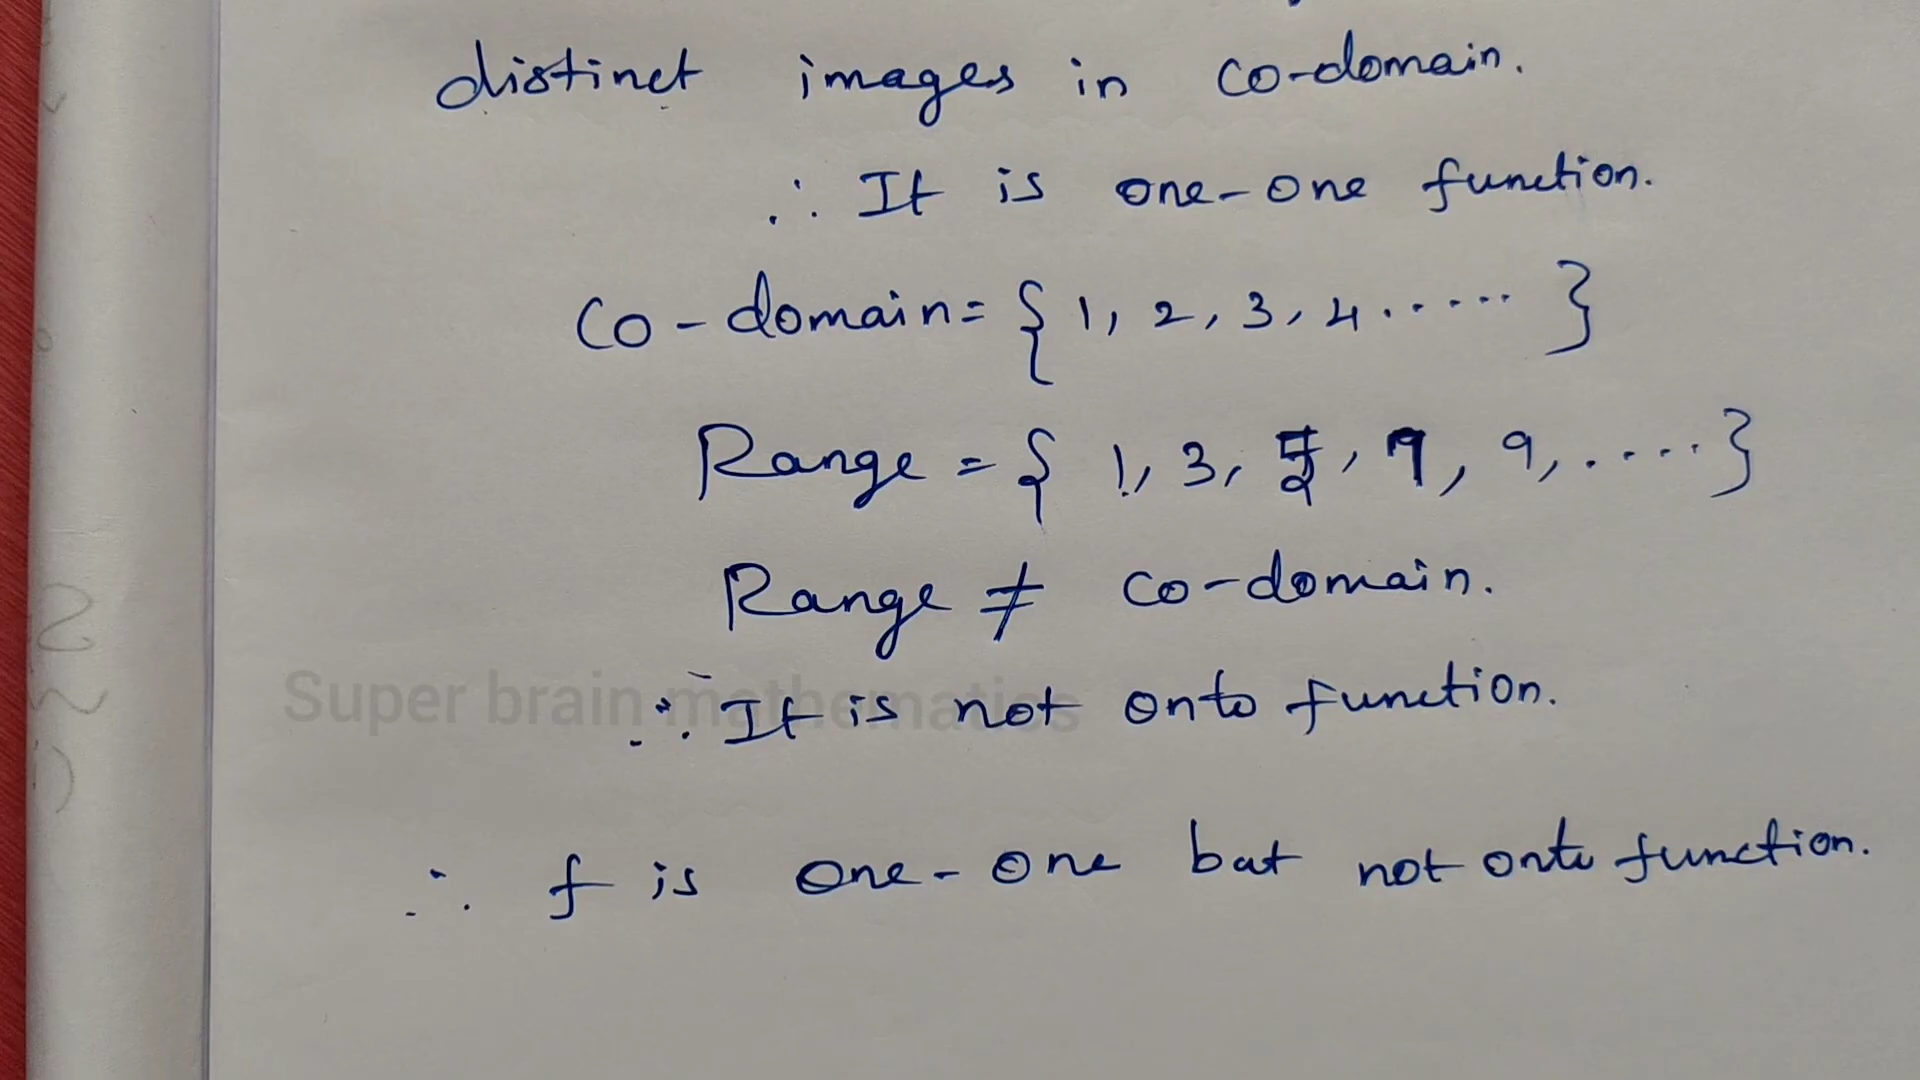 distinct images in co-domain.
∴ It is one-one function.
Co-domain = { 1, 2, 3, 4 ...... }
Range = { 1, 3, 5, 7, 9, ..... }
Range ≠ co-domain.
Super brain mathematics
∴ It is not onto function.
∴ f is one-one but not onto function.